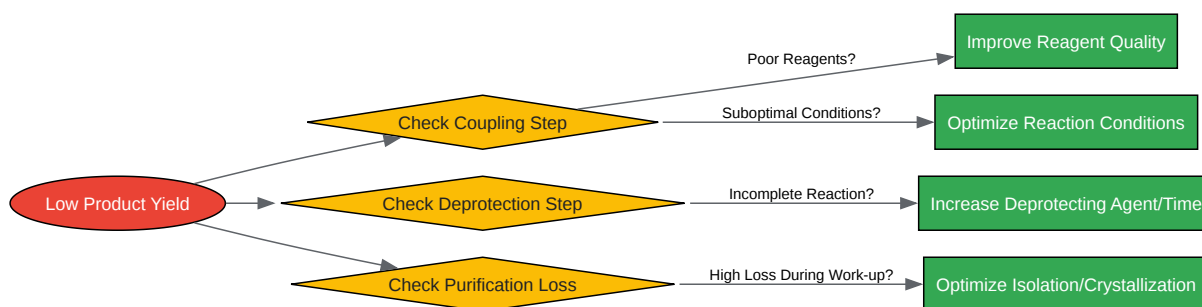 Poor Reagents?
Improve Reagent Quality
Check Coupling Step
Suboptimal Conditions?
Optimize Reaction Conditions
Low Product Yield
Check Deprotection Step
Incomplete Reaction?
Increase Deprotecting Agent/Time
Check Purification Loss
High Loss During Work-up?
Optimize Isolation/Crystallization